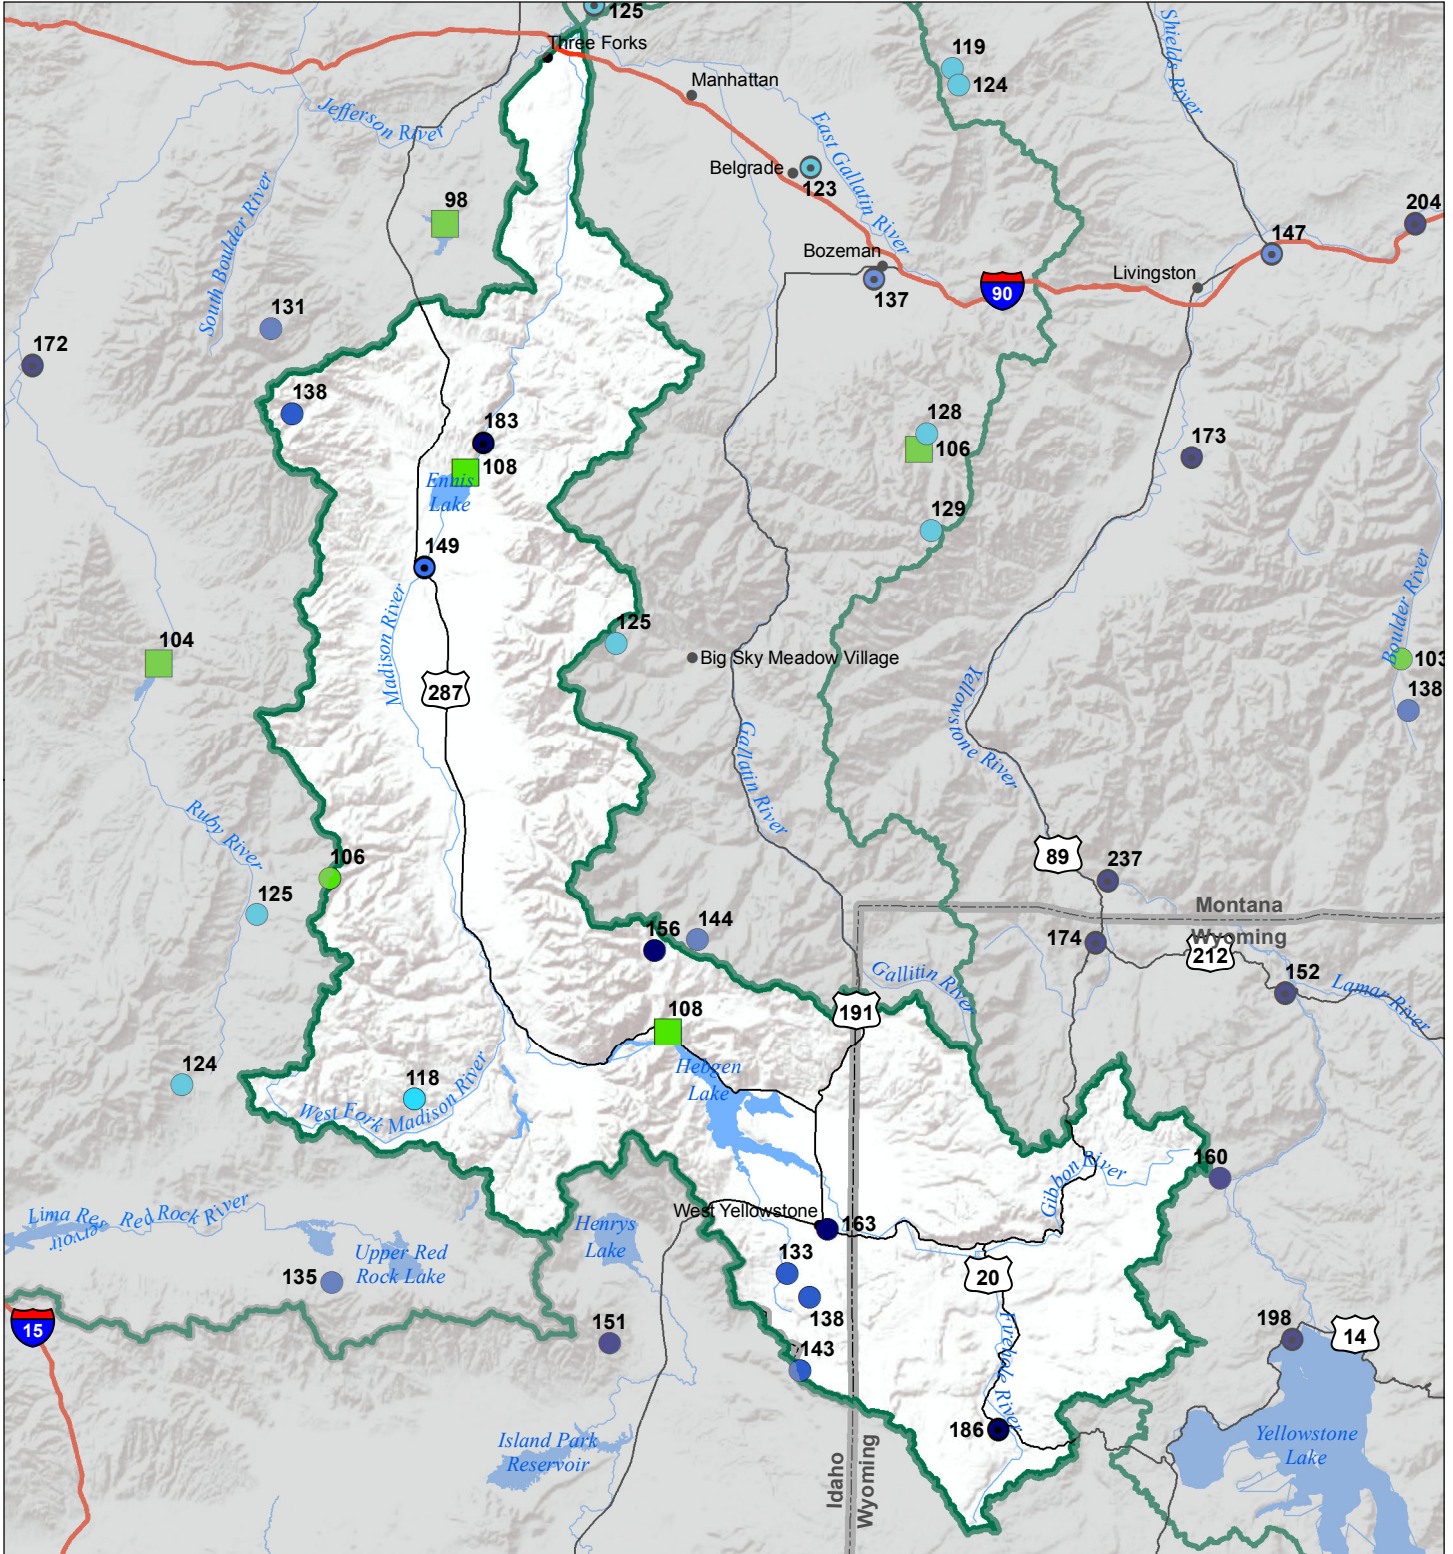 125
Three Forks
119
124
Manhattan
Shields River
Jefferson River
East Gallatin River
Belgrade
123
98
204
South Boulder River
147
Bozeman
Livingston
137
90
131
172
138
183
128
106
108
173
Ennis
Lake
129
149
Madison River
Boulder River
125
104
Big Sky Meadow Village
103
138
287
Yellowstone River
Gallatin River
Ruby River
106
89
237
125
Montana
Wyoming
156
144
174
212
152
Gallitin River
Lamar River
108
191
Hebgen
Lake
124
118
West Fork Madison River
160
Gibbon River
Lima Re
servoir
Red Rock River
West Yellowstone
163
Henrys
Lake
Upper Red
Rock Lake
135
133
20
138
151
15
143
198
14
Firehole River
186
Island Park
Reservoir
Yellowstone
Lake
Idaho
Wyoming